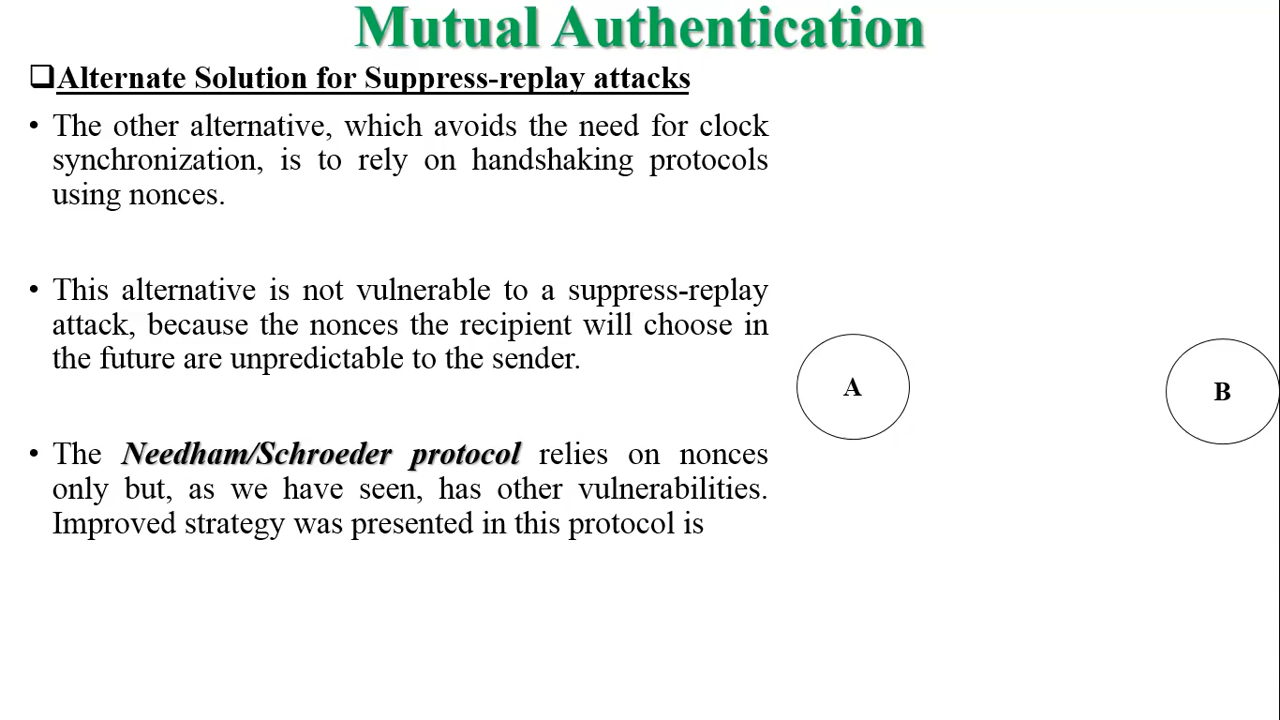 Mutual Authentication
❑Alternate Solution for Suppress-replay attacks
• The other alternative, which avoids the need for clock
synchronization, is to rely on handshaking protocols
using nonces.
• This alternative is not vulnerable to a suppress-replay
attack, because the nonces the recipient will choose in
the future are unpredictable to the sender.
• The Needham/Schroeder protocol relies on nonces
only but, as we have seen, has other vulnerabilities.
Improved strategy was presented in this protocol is
A
B